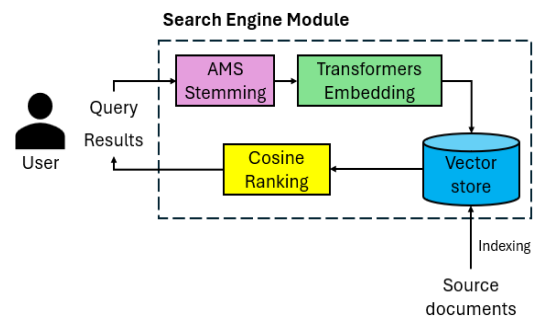 Search Engine Module
AMS
Stemming
Transformers
Embedding
Query
Results
User
Cosine
Ranking
Vector
store
Indexing
Source
documents